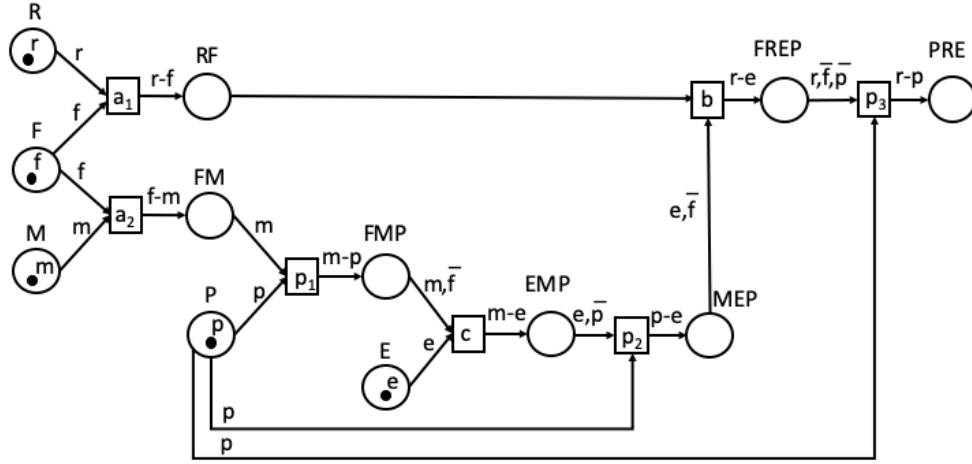 R
r
r
RF
FREP
PRE
a1
r-f
b
r-e
r,f̅,p̅
p3
r-p
f
F
f
f
FM
a2
f-m
m
M
m
m
FMP
p1
m-p
m,f̅
P
p
p
EMP
e,f̅
MEP
c
m-e
e,p̅
p2
p-e
E
e
e
p
p